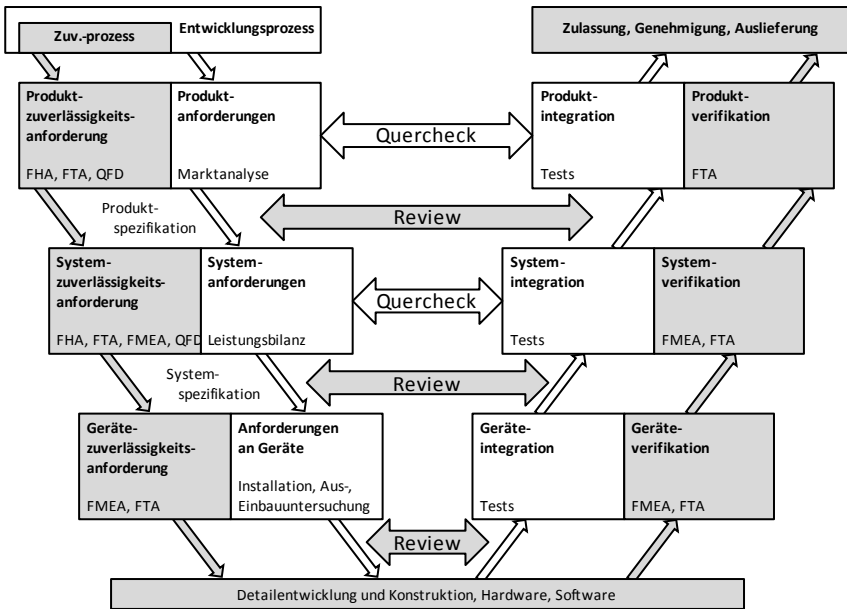 Entwicklungsprozess
Zuv.-prozess
Zulassung, Genehmigung, Auslieferung
Produkt-
zuverlässigkeits-
anforderung
FHA, FTA, QFD
Produkt-
anforderungen
Marktanalyse
Quercheck
Produkt-
integration
Tests
Produkt-
verifikation
FTA
Produkt-
spezifikation
Review
System-
zuverlässigkeits-
anforderung
FHA, FTA, FMEA, QFD
System-
anforderungen
Leistungsbilanz
Quercheck
System-
integration
Tests
System-
verifikation
FMEA, FTA
System-
spezifikation
Review
Geräte-
zuverlässigkeits-
anforderung
FMEA, FTA
Anforderungen
an Geräte
Installation, Aus-,
Einbauuntersuchung
Geräte-
integration
Tests
Geräte-
verifikation
FMEA, FTA
Review
Detailentwicklung und Konstruktion, Hardware, Software